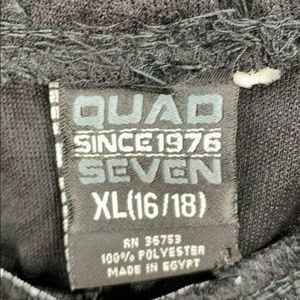 QUAD
SINCE 1976
SEVEN
XL(16/18)
RN 36753
100% POLYESTER
MADE IN EGYPT